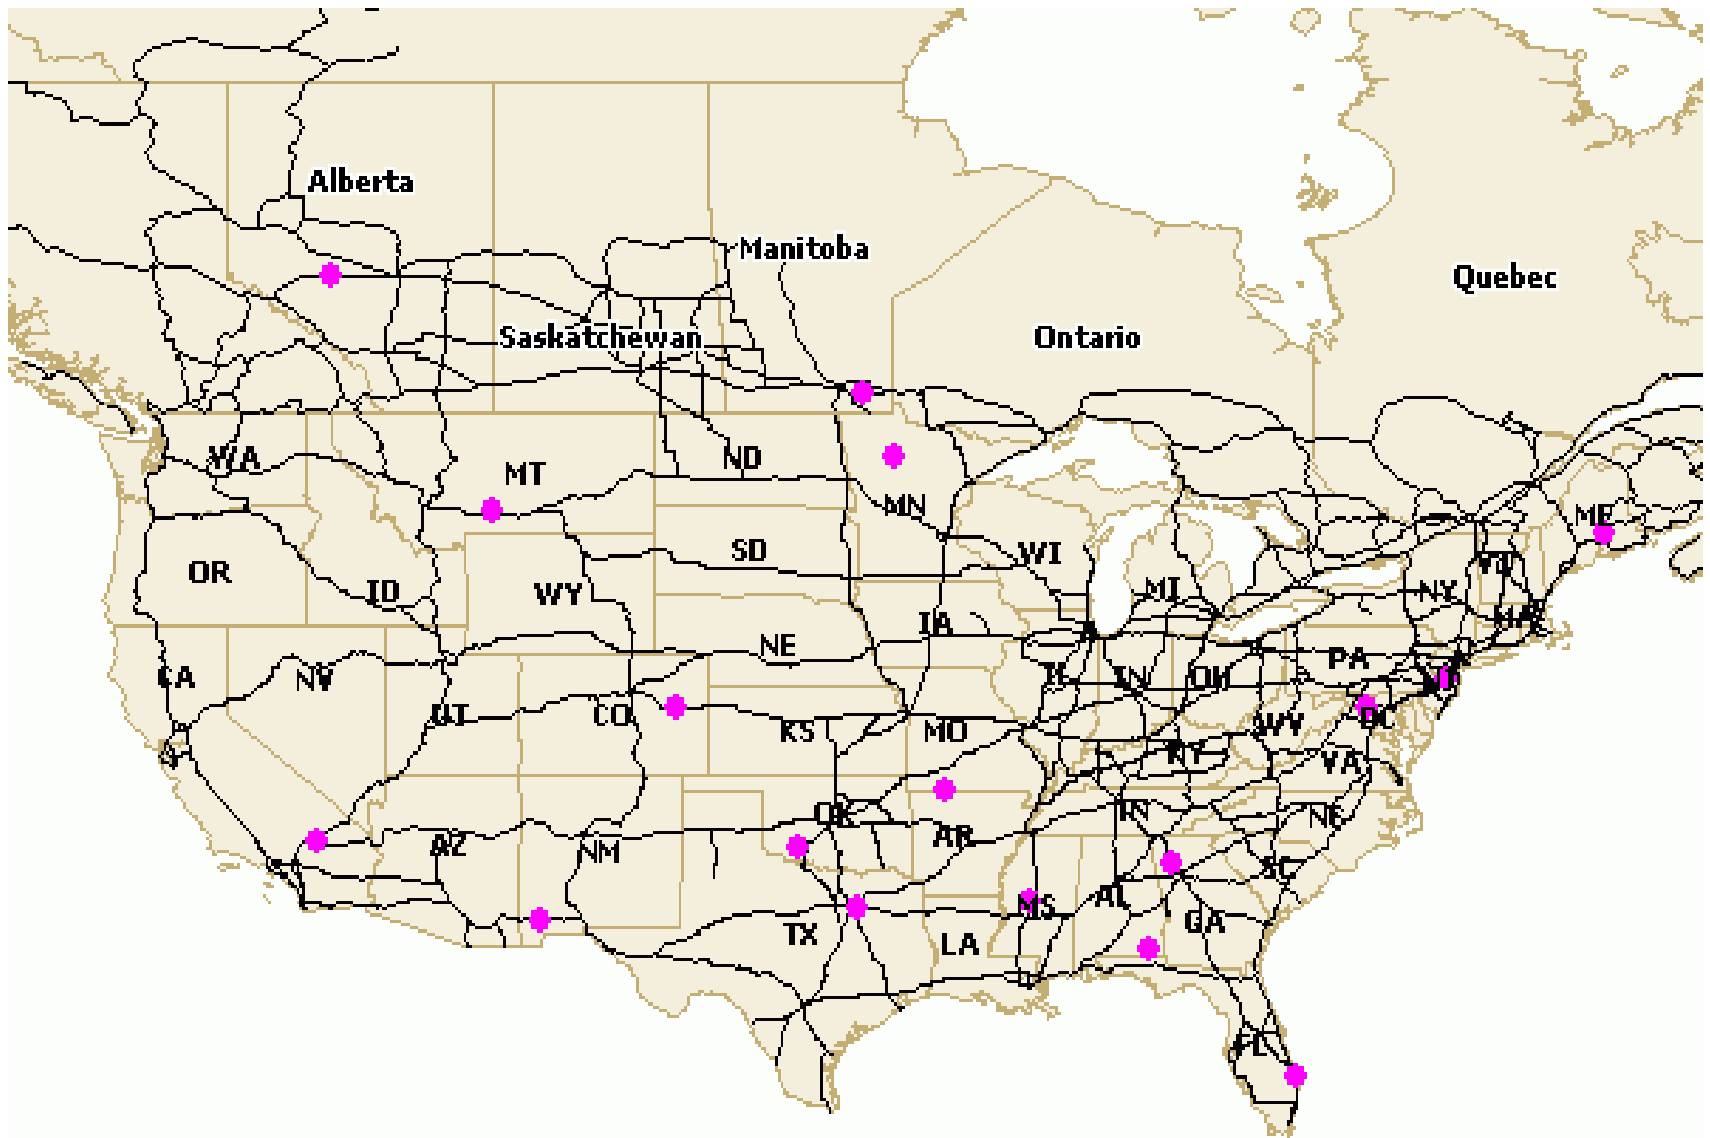 Alberta
Manitoba
Quebec
Saskatchewan
Ontario
WA
MT
ND
MN
ME
OR
ID
WY
SD
WI
MI
VT
NY
MA
IA
NE
CA
NV
UT
CO
KS
MO
IL
IN
OH
PA
NJ
DC
WV
VA
KY
AZ
NM
OK
AR
TN
NC
SC
TX
LA
MS
AL
GA
FL